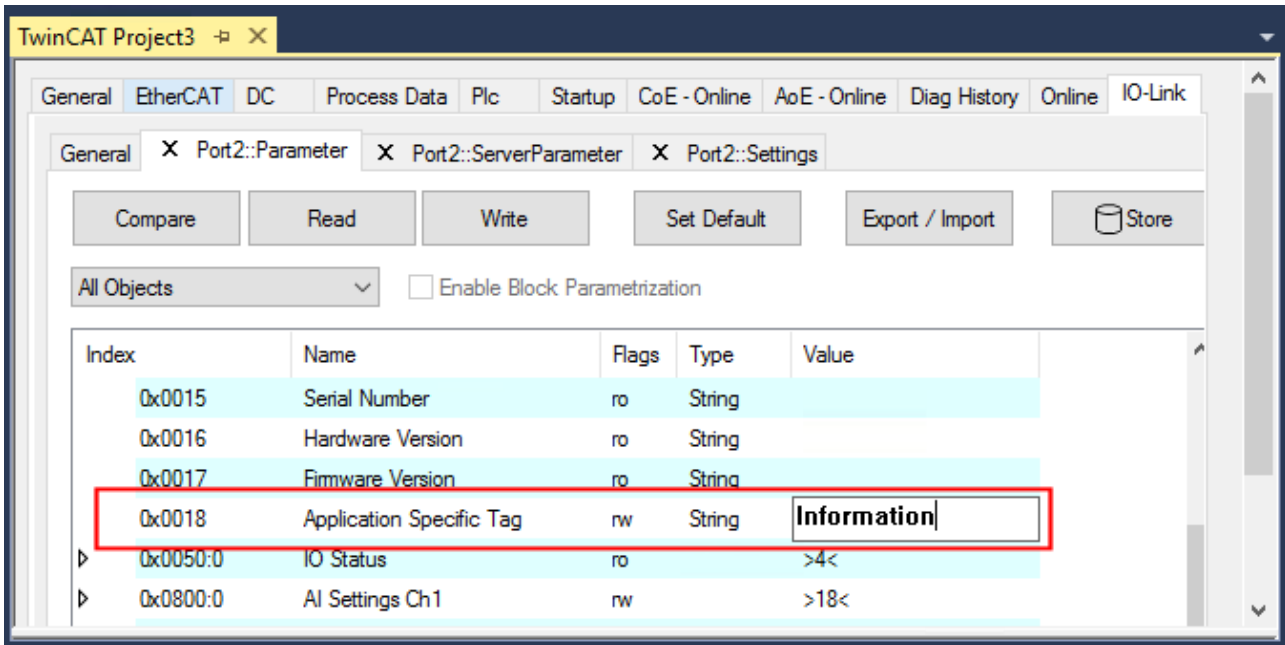 TwinCAT Project3
General EtherCAT DC Process Data Plc Startup CoE - Online AoE - Online Diag History Online IO-Link
General X Port2::Parameter X Port2::ServerParameter X Port2::Settings
Compare Read Write Set Default Export / Import Store
All Objects Enable Block Parametrization
Index Name Flags Type Value
0x0015 Serial Number ro String
0x0016 Hardware Version ro String
0x0017 Firmware Version ro String
0x0018 Application Specific Tag rw String Information
0x0050:0 IO Status ro >4<
0x0800:0 AI Settings Ch1 rw >18<